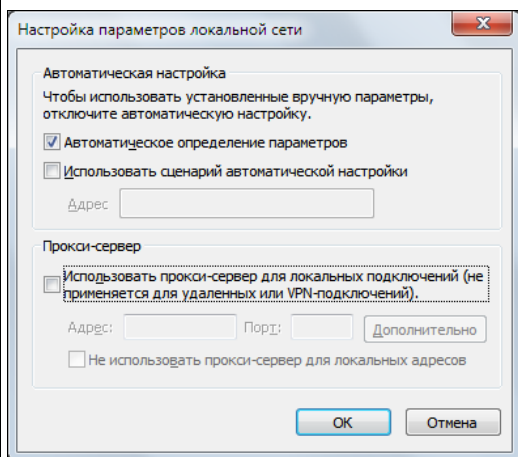 Настройка параметров локальной сети
Автоматическая настройка
Чтобы использовать установленные вручную параметры,
отключите автоматическую настройку.
Автоматическое определение параметров
Использовать сценарий автоматической настройки
Адрес
Прокси-сервер
Использовать прокси-сервер для локальных подключений (не
применяется для удаленных или VPN-подключений).
Адрес: Порт: Дополнительно
Не использовать прокси-сервер для локальных адресов
ОК Отмена